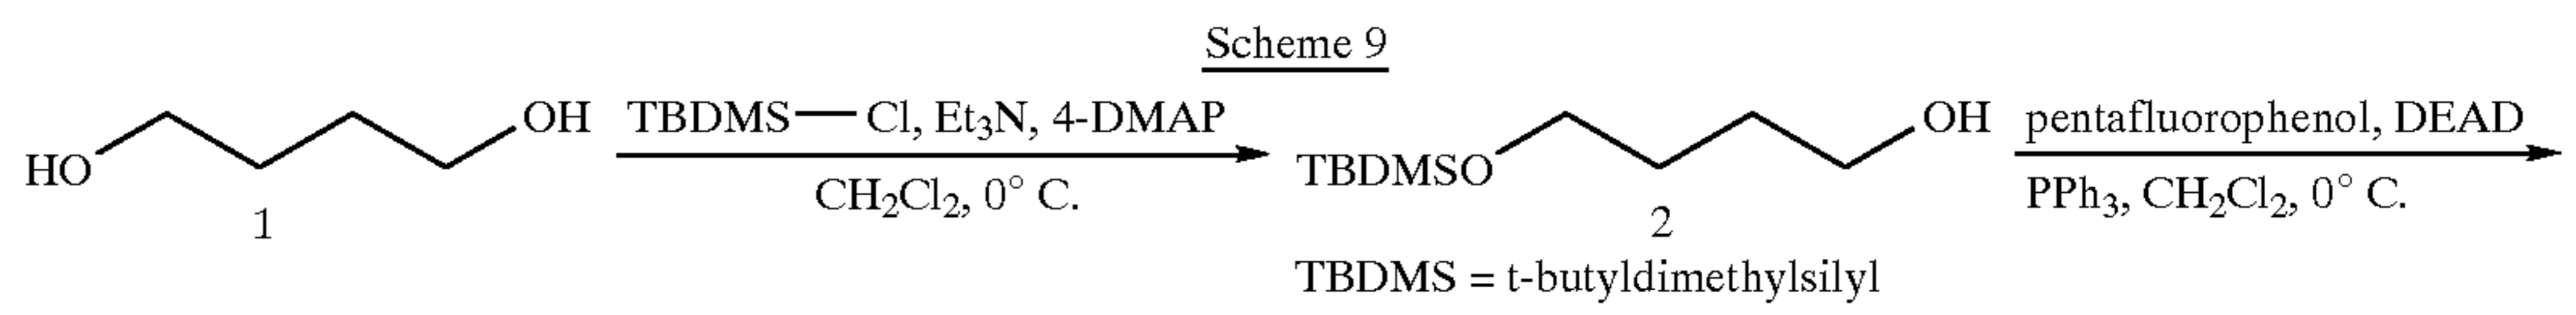 Scheme 9
HO OH TBDMS—Cl, Et₃N, 4-DMAP TBDMSO OH pentafluorophenol, DEAD
CH₂Cl₂, 0° C. PPh₃, CH₂Cl₂, 0° C.
1 2
TBDMS = t-butyldimethylsilyl